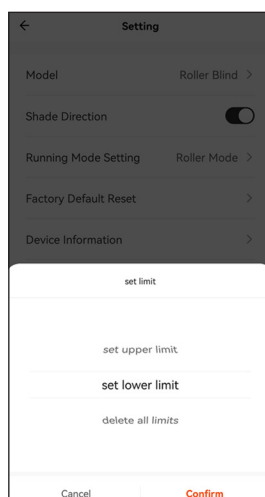 ← Setting
Model Roller Blind >
Shade Direction
Running Mode Setting Roller Mode >
Factory Default Reset >
Device Information >
set limit
set upper limit
set lower limit
delete all limits
Cancel Confirm